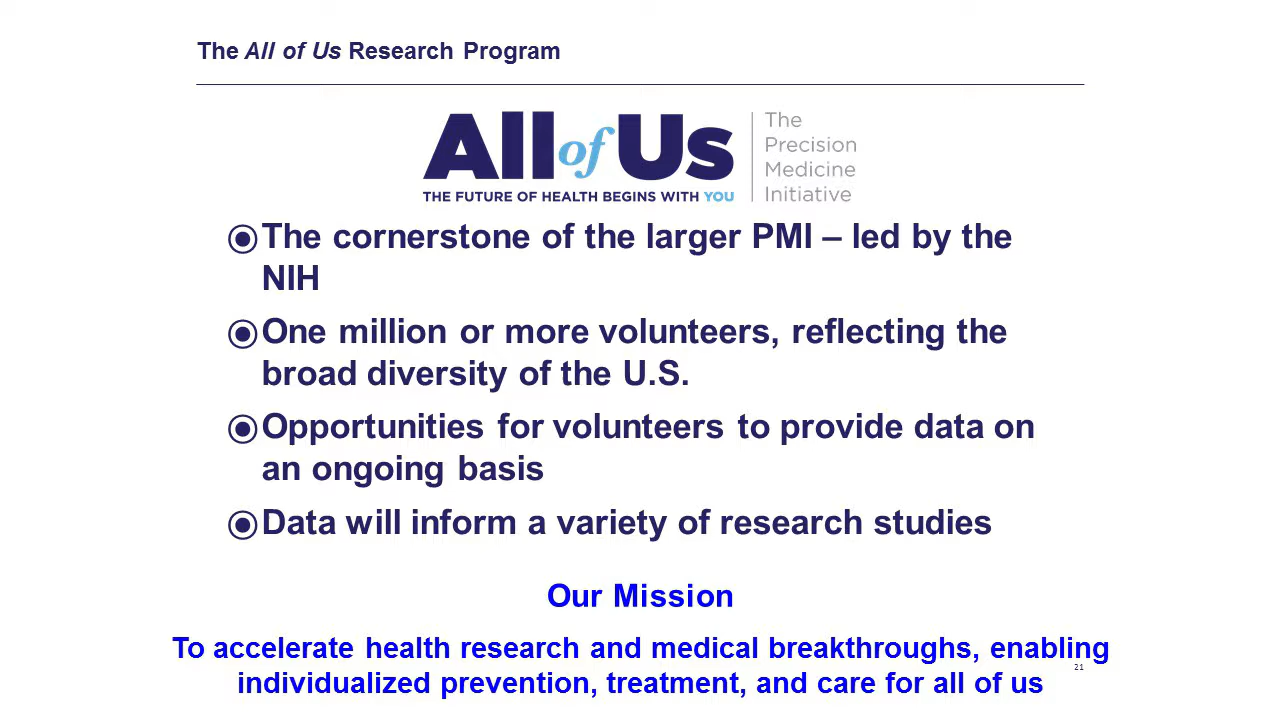 The All of Us Research Program
All of Us
THE FUTURE OF HEALTH BEGINS WITH YOU
The
Precision
Medicine
Initiative
The cornerstone of the larger PMI – led by the
NIH
One million or more volunteers, reflecting the
broad diversity of the U.S.
Opportunities for volunteers to provide data on
an ongoing basis
Data will inform a variety of research studies
Our Mission
To accelerate health research and medical breakthroughs, enabling
individualized prevention, treatment, and care for all of us
21